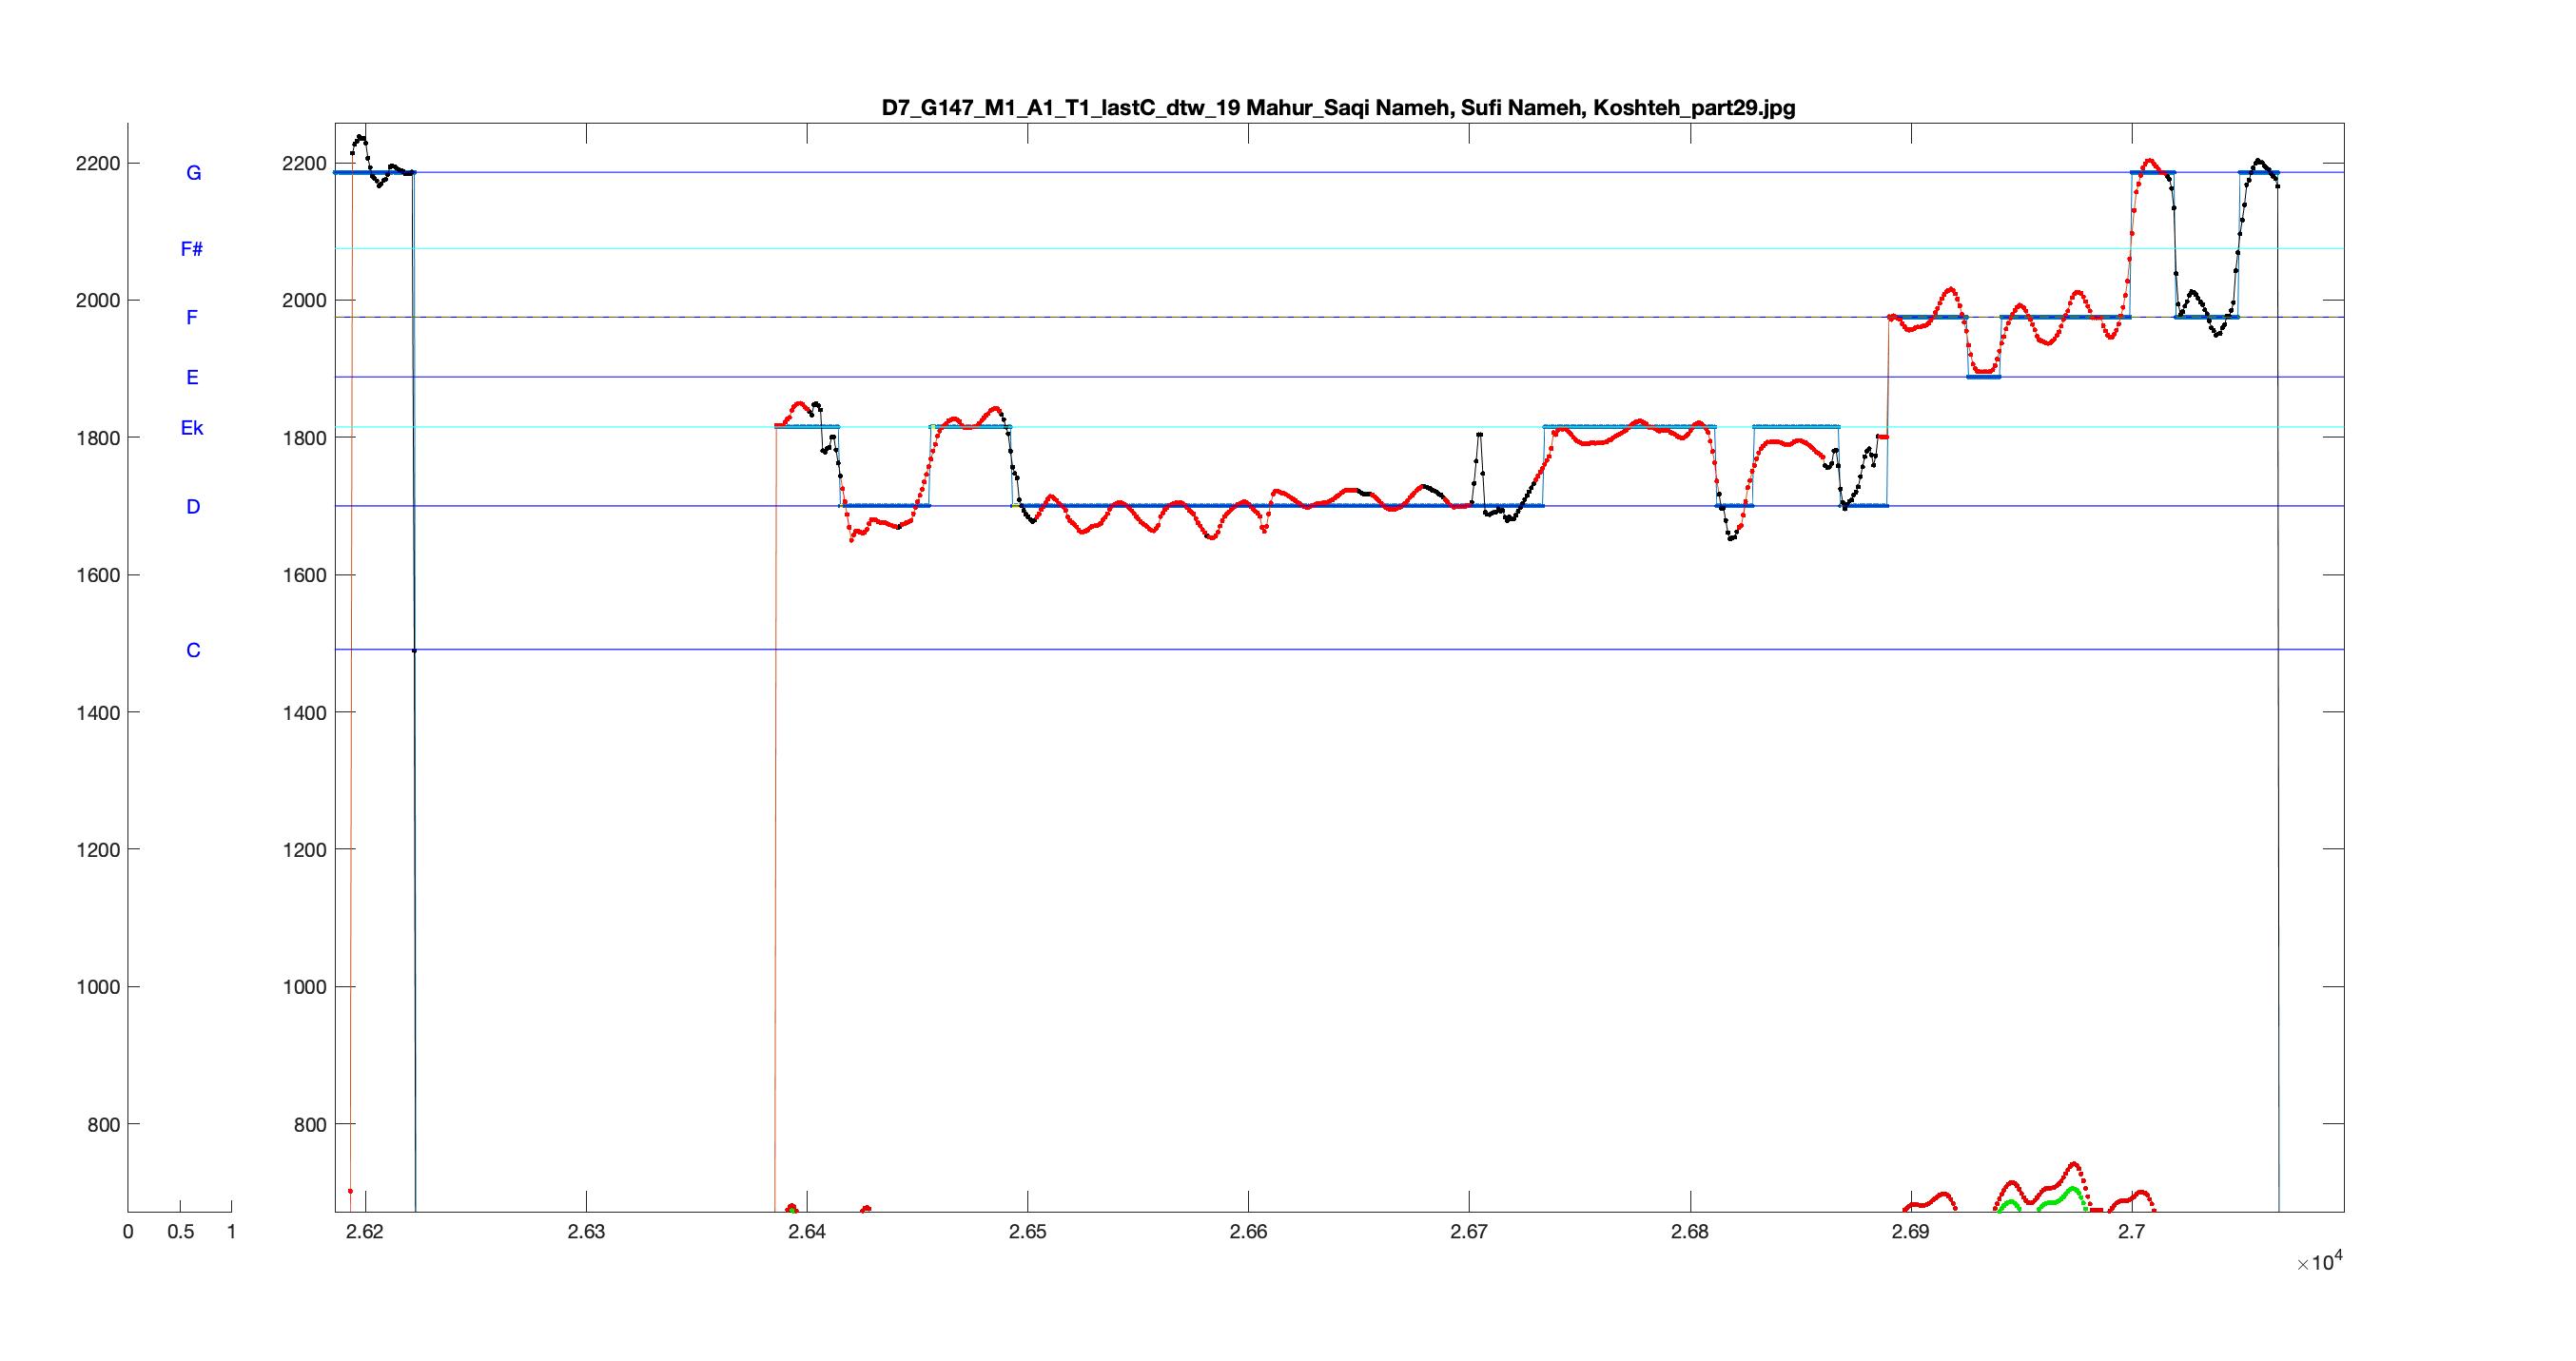 D7_G147_M1_A1_T1_lastC_dtw_19 Mahur_Saqi Nameh, Sufi Nameh, Koshteh_part29.jpg
2200 G 2200
F#
2000 F 2000
E
1800 Ek 1800
D
1600 1600
C
1400 1400
1200 1200
1000 1000
800 800
0 0.5 1 2.62 2.63 2.64 2.65 2.66 2.67 2.68 2.69 2.7
×10⁴